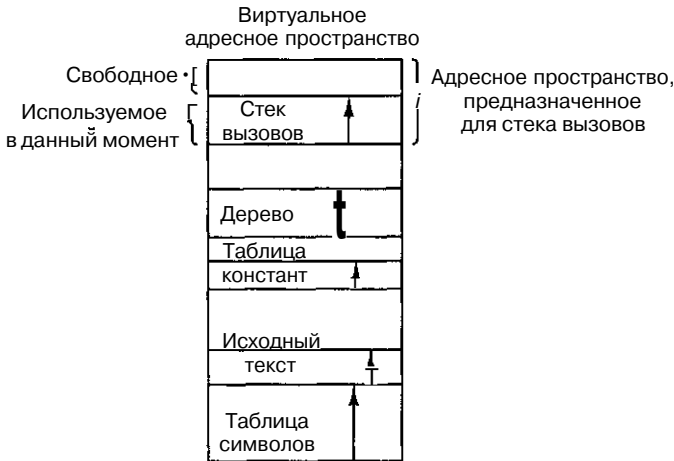 Виртуальное
адресное пространство
Свободное
Используемое
в данный момент
Стек
вызовов
Адресное пространство,
предназначенное
для стека вызовов
Дерево
Таблица
констант
Исходный
текст
Таблица
символов